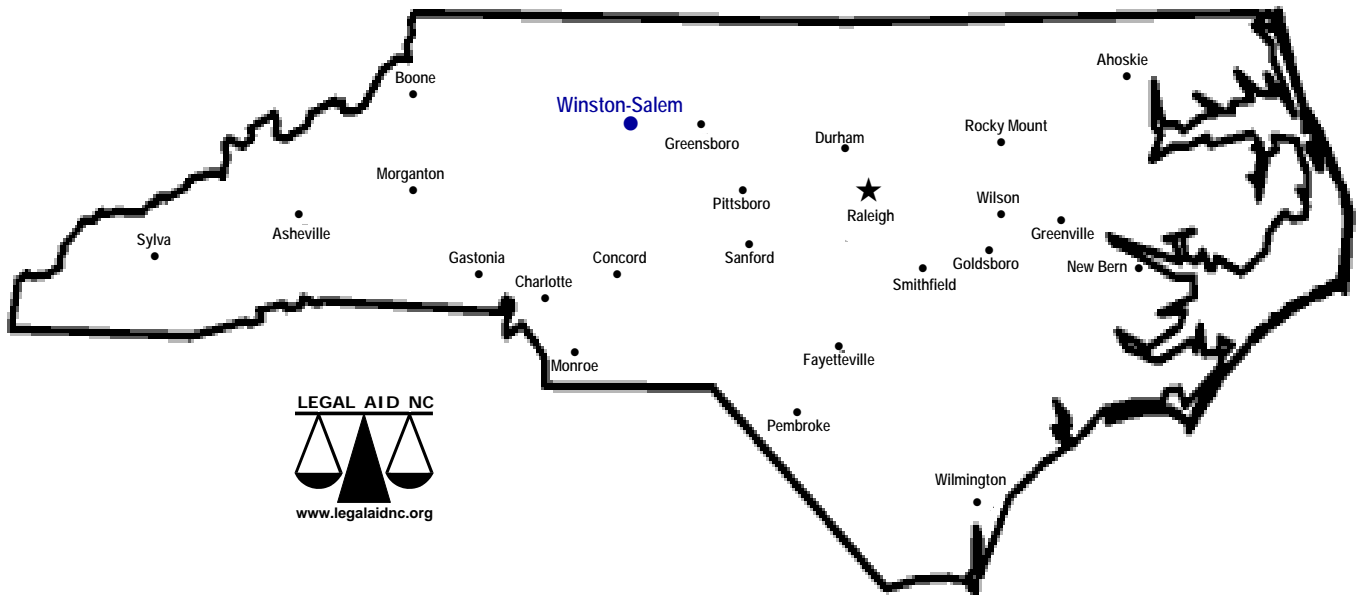 Ahoskie
Boone
Winston-Salem
Rocky Mount
Durham
Greensboro
Morganton
Pittsboro
Wilson
Raleigh
Greenville
Asheville
Sylva
Gastonia
Concord
Sanford
Goldsboro
New Bern
Charlotte
Smithfield
Fayetteville
Monroe
LEGAL AID NC
Pembroke
Wilmington
www.legalaidnc.org